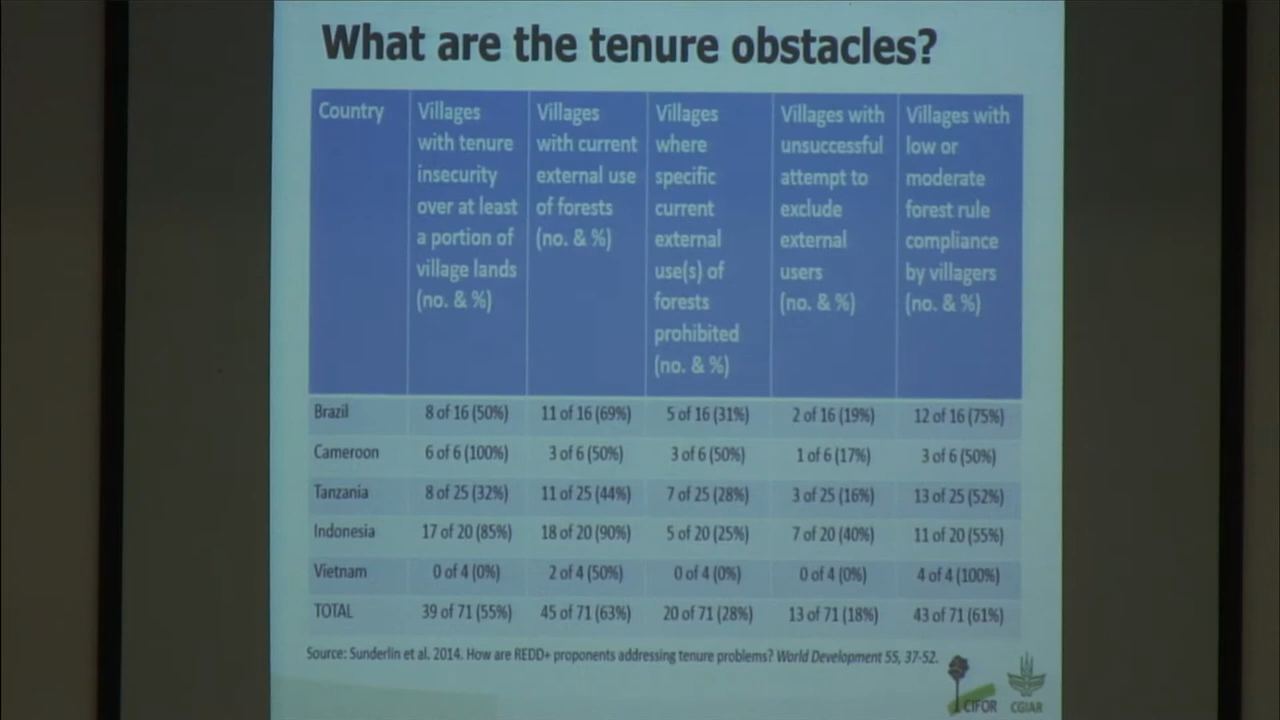 What are the tenure obstacles?
Country
Villages
with tenure
insecurity
over at least
a portion of
village lands
(no. & %)
Villages
with current
external use
of forests
(no. & %)
Villages
where
specific
current
external
use(s) of
forests
prohibited
(no. & %)
Villages with
unsuccessful
attempt to
exclude
external
users
(no. & %)
Villages with
low or
moderate
forest rule
compliance
by villagers
(no. & %)
Brazil 8 of 16 (50%) 11 of 16 (69%) 5 of 16 (31%) 2 of 16 (19%) 12 of 16 (75%)
Cameroon 6 of 6 (100%) 3 of 6 (50%) 3 of 6 (50%) 1 of 6 (17%) 3 of 6 (50%)
Tanzania 8 of 25 (32%) 11 of 25 (44%) 7 of 25 (28%) 3 of 25 (16%) 13 of 25 (52%)
Indonesia 17 of 20 (85%) 18 of 20 (90%) 5 of 20 (25%) 7 of 20 (40%) 11 of 20 (55%)
Vietnam 0 of 4 (0%) 2 of 4 (50%) 0 of 4 (0%) 0 of 4 (0%) 4 of 4 (100%)
TOTAL 39 of 71 (55%) 45 of 71 (63%) 20 of 71 (28%) 13 of 71 (18%) 43 of 71 (61%)
Source: Sunderlin et al. 2014. How are REDD+ proponents addressing tenure problems? World Development 55, 37-52.
CIFOR
CGIAR